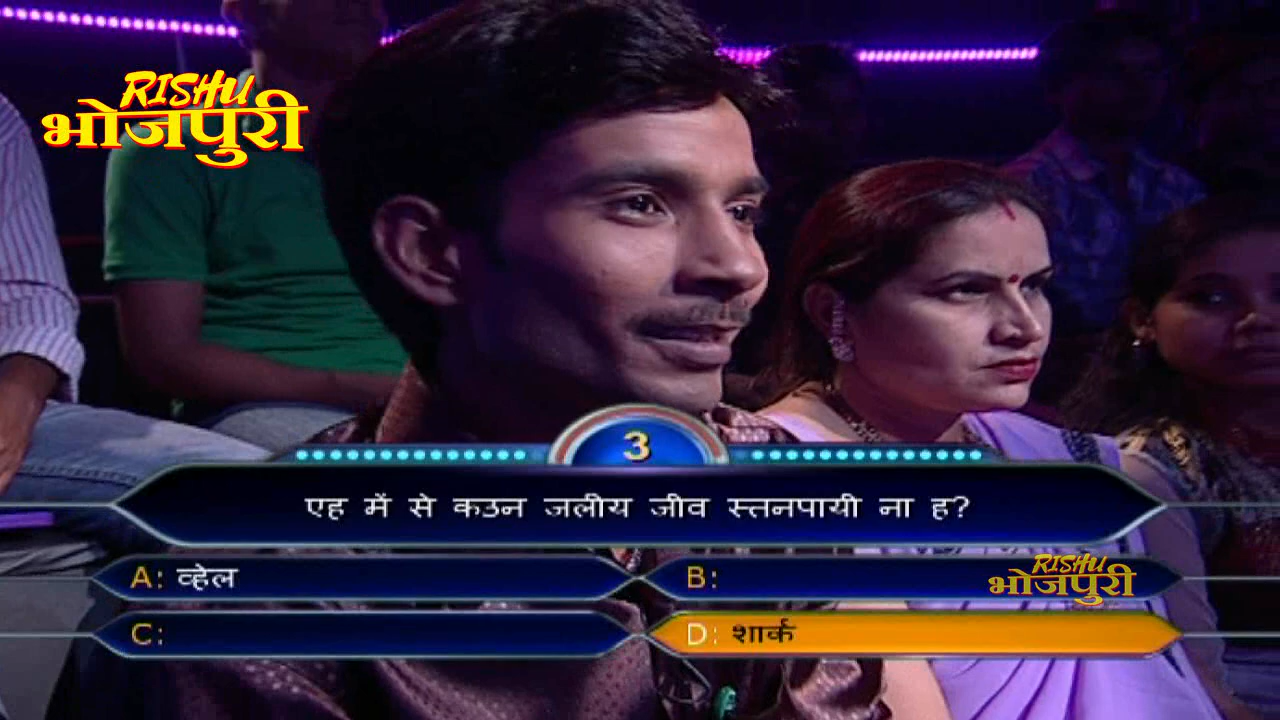 RISHU
भोजपुरी
3
एह में से कउन जलीय जीव स्तनपायी ना ह?
A: व्हेल
B:
RISHU
भोजपुरी
C:
D: शार्क